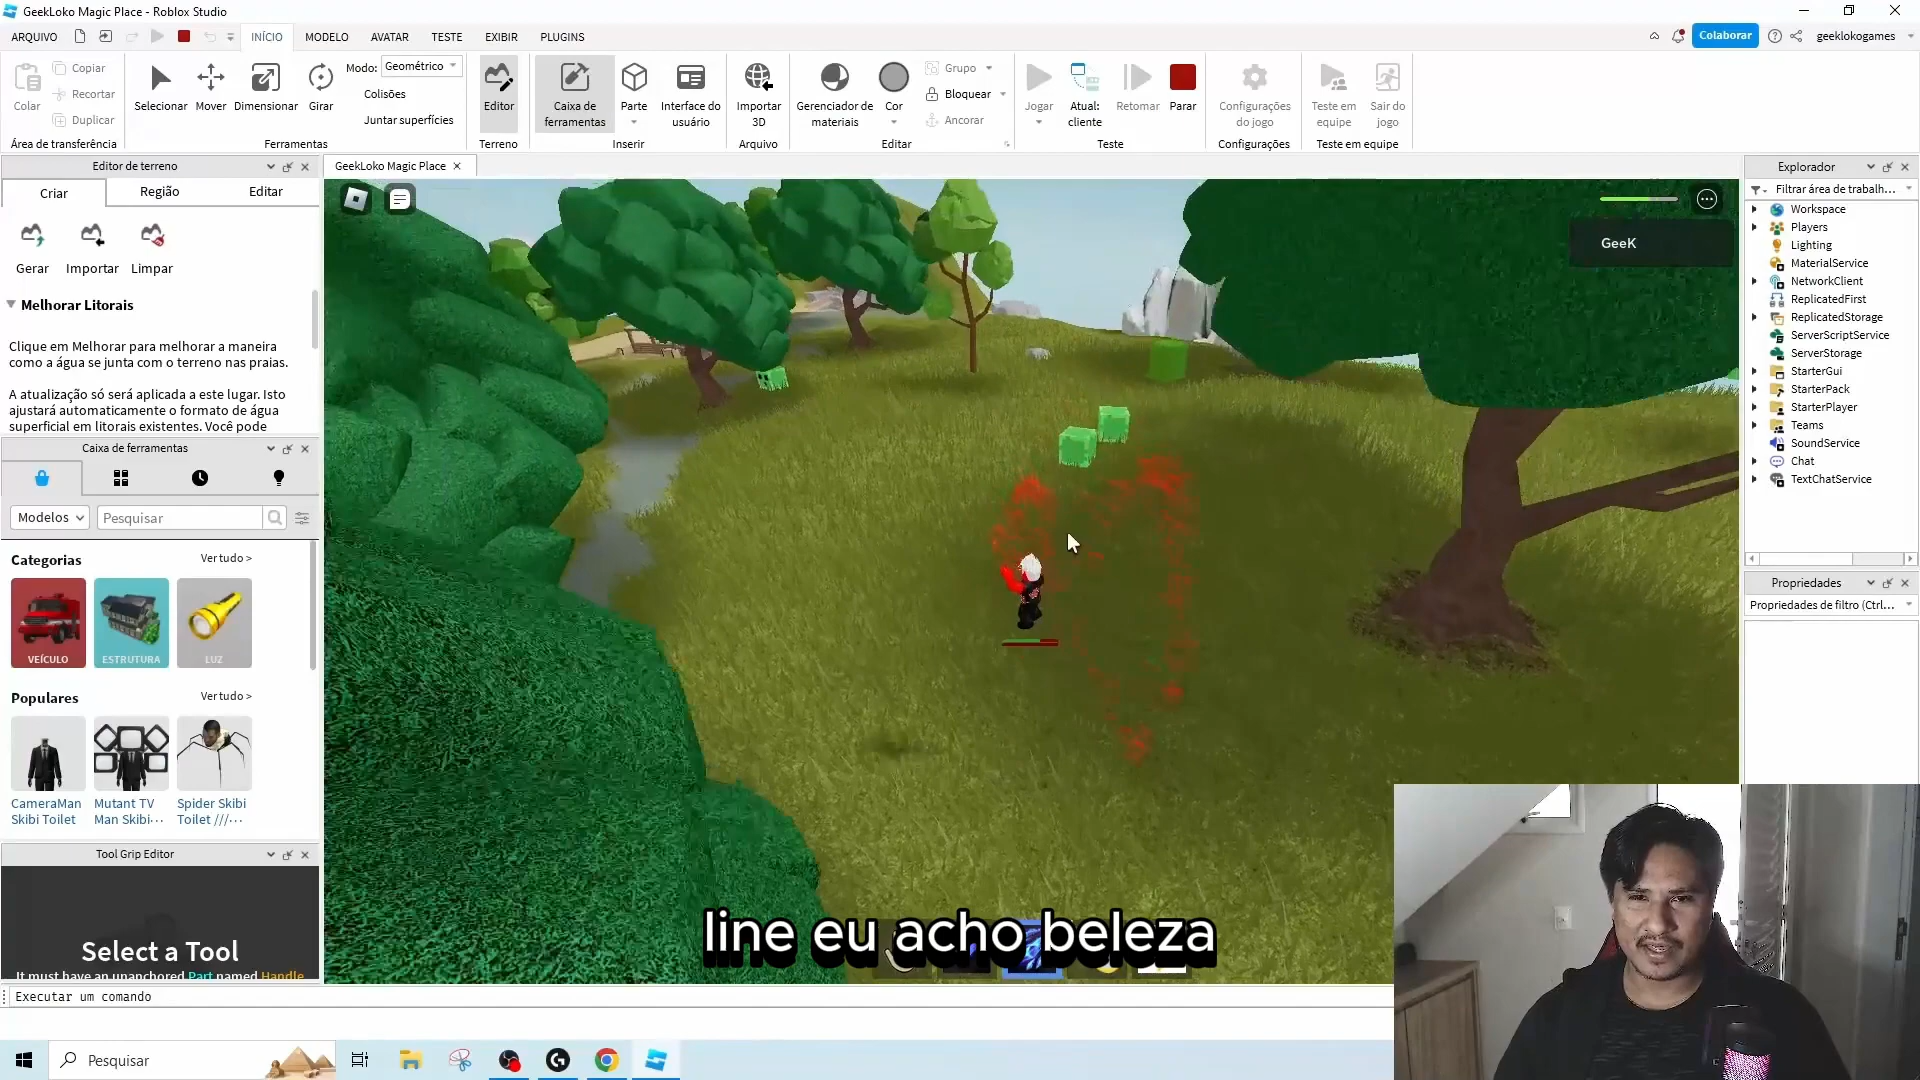 GeekLoko Magic Place - Roblox Studio
ARQUIVO
INÍCIO
MODELO
AVATAR
TESTE
EXIBIR
PLUGINS
Colaborar
geeklokogames
Colar
Copiar
Recortar
Duplicar
Área de transferência
Selecionar
Mover
Dimensionar
Girar
Modo: Geométrico
Colisões
Juntar superfícies
Ferramentas
Editor
Terreno
Caixa de
ferramentas
Parte
Interface do
usuário
Inserir
Importar
3D
Arquivo
Gerenciador de
materiais
Cor
Grupo
Bloquear
Ancorar
Editar
Jogar
Atual:
cliente
Retomar
Parar
Teste
Configurações
do jogo
Configurações
Teste em
equipe
Sair do
jogo
Teste em equipe
Editor de terreno
Criar
Região
Editar
Gerar
Importar
Limpar
Melhorar Litorais
Clique em Melhorar para melhorar a maneira
como a água se junta com o terreno nas praias.
A atualização só será aplicada a este lugar. Isto
ajustará automaticamente o formato de água
superficial em litorais existentes. Você pode
Caixa de ferramentas
Modelos
Pesquisar
Categorias
Ver tudo >
VEÍCULO
ESTRUTURA
LUZ
Populares
Ver tudo >
CameraMan
Skibi Toilet
Mutant TV
Man Skibi···
Spider Skibi
Toilet ///···
Tool Grip Editor
Select a Tool
It must have an unanchored Part named Handle
Executar um comando
GeekLoko Magic Place
GeeK
line eu acho beleza
Explorador
Filtrar área de trabalh...
Workspace
Players
Lighting
MaterialService
NetworkClient
ReplicatedFirst
ReplicatedStorage
ServerScriptService
ServerStorage
StarterGui
StarterPack
StarterPlayer
Teams
SoundService
Chat
TextChatService
Propriedades
Propriedades de filtro (Ctrl...
Pesquisar